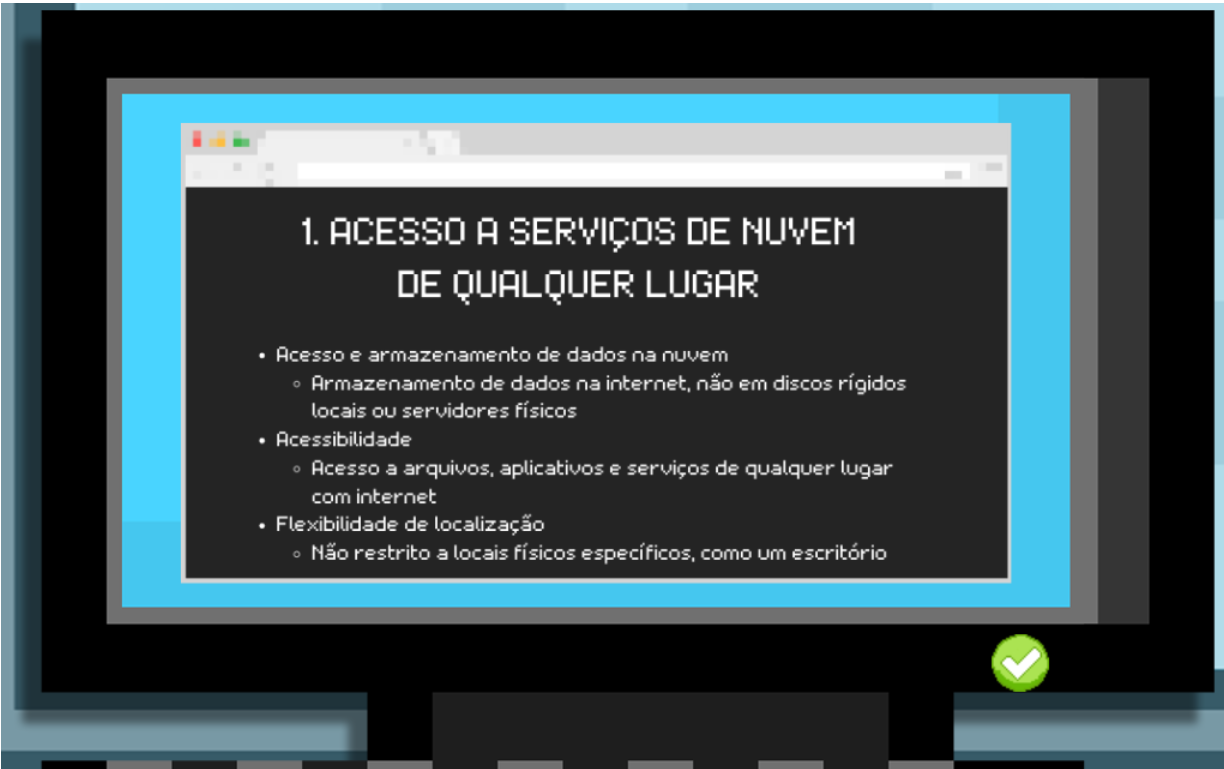 1. ACESSO A SERVIÇOS DE NUVEM
DE QUALQUER LUGAR
• Acesso e armazenamento de dados na nuvem
◦ Armazenamento de dados na internet, não em discos rígidos
locais ou servidores físicos
• Acessibilidade
◦ Acesso a arquivos, aplicativos e serviços de qualquer lugar
com internet
• Flexibilidade de localização
◦ Não restrito a locais físicos específicos, como um escritório